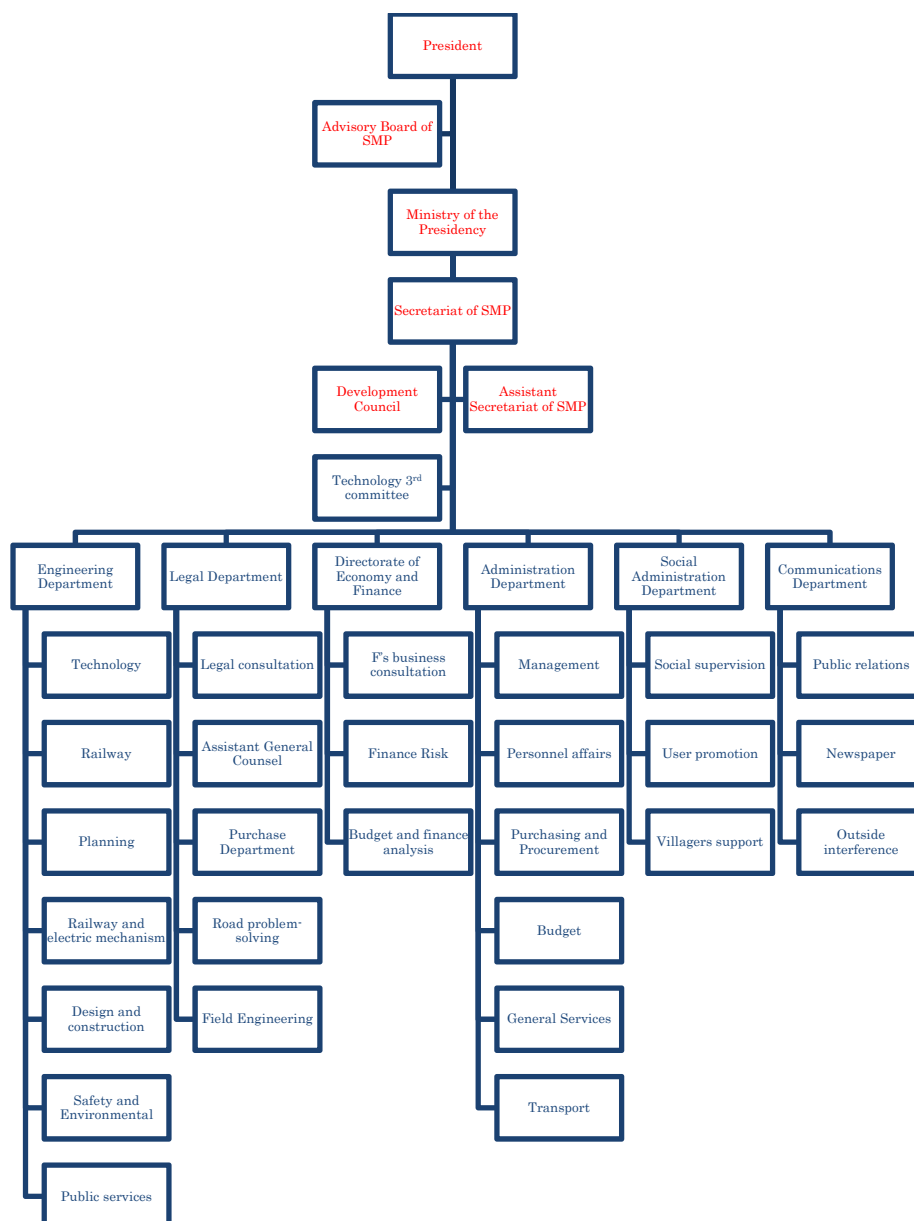 President
Advisory Board of
SMP
Ministry of the
Presidency
Secretariat of SMP
Development
Council
Assistant
Secretariat of SMP
Technology 3rd
committee
Engineering
Department
Legal Department
Directorate of
Economy and
Finance
Administration
Department
Social
Administration
Department
Communications
Department
Technology
Legal consultation
F's business
consultation
Management
Social supervision
Public relations
Railway
Assistant General
Counsel
Finance Risk
Personnel affairs
User promotion
Newspaper
Planning
Purchase
Department
Budget and finance
analysis
Purchasing and
Procurement
Villagers support
Outside
interference
Railway and
electric mechanism
Road problem-
solving
Budget
Design and
construction
Field Engineering
General Services
Safety and
Environmental
Transport
Public services